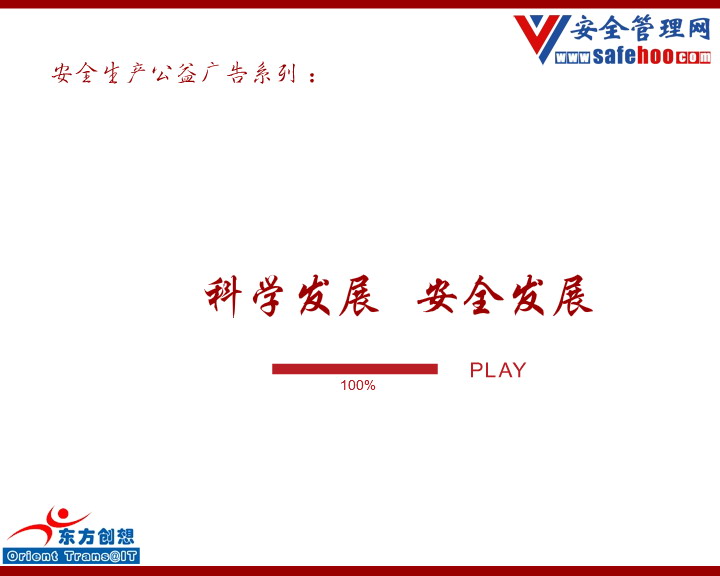 安全管理网
www.safehoo.com
安全生产公益广告系列：
科学发展 安全发展
100%
PLAY
东方创想
Orient Trans@IT